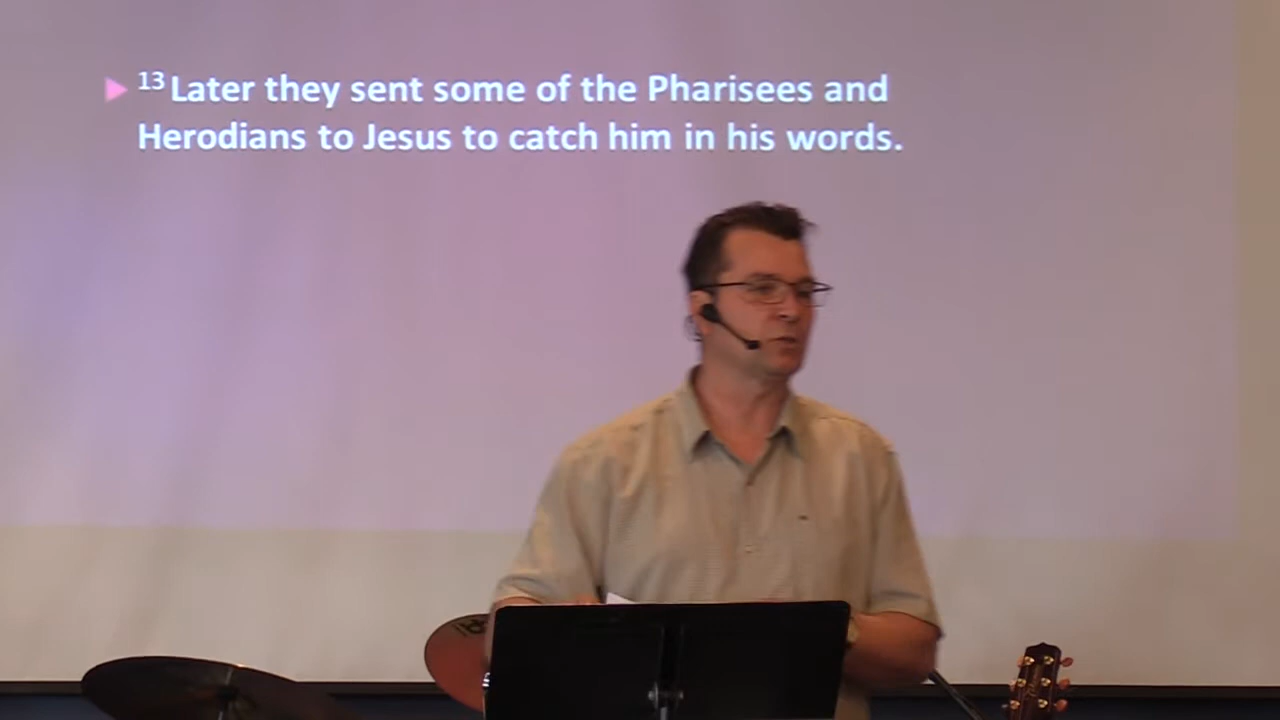 13 Later they sent some of the Pharisees and
Herodians to Jesus to catch him in his words.